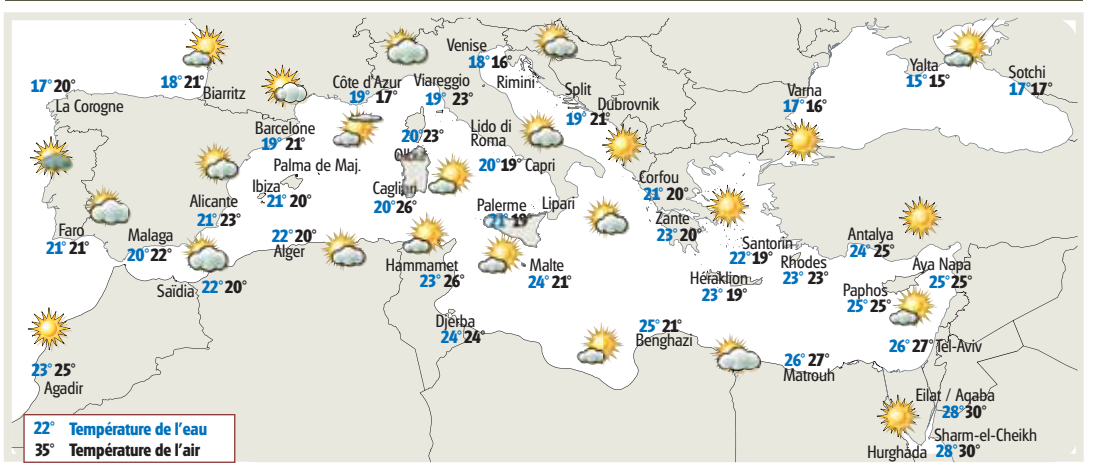 Venise
18° 16°
Rimini
Yalta
15° 15°
Sotchi
17° 17°
17° 20°
La Corogne
18° 21°
Biarritz
Côte d'Azur
19° 17°
Viareggio
19° 23°
Split
19° 21°
Dubrovnik
Varna
17° 16°
Barcelone
19° 21°
20° 23°
Lido di
Roma
20° 19°
Capri
Palma de Maj.
Ibiza
21° 20°
Cagliari
20° 26°
Palerme
21° 19°
Lipari
Corfou
21° 20°
Zante
23° 20°
Alicante
21° 23°
Faro
21° 21°
Malaga
20° 22°
22° 20°
Alger
Saïdia
22° 20°
Hammamet
23° 26°
Malte
24° 21°
Santorin
22° 19°
Héraklion
23° 19°
Rhodes
23° 23°
Antalya
24° 25°
Aya Napa
25° 25°
Paphos
25° 25°
Djerba
24° 24°
25° 21°
Benghazi
26° 27°
Matrouh
26° 27°
Tel-Aviv
23° 25°
Agadir
Eilat / Aqaba
28° 30°
Sharm-el-Cheikh
Hurghada
28° 30°
22° Température de l'eau
35° Température de l'air